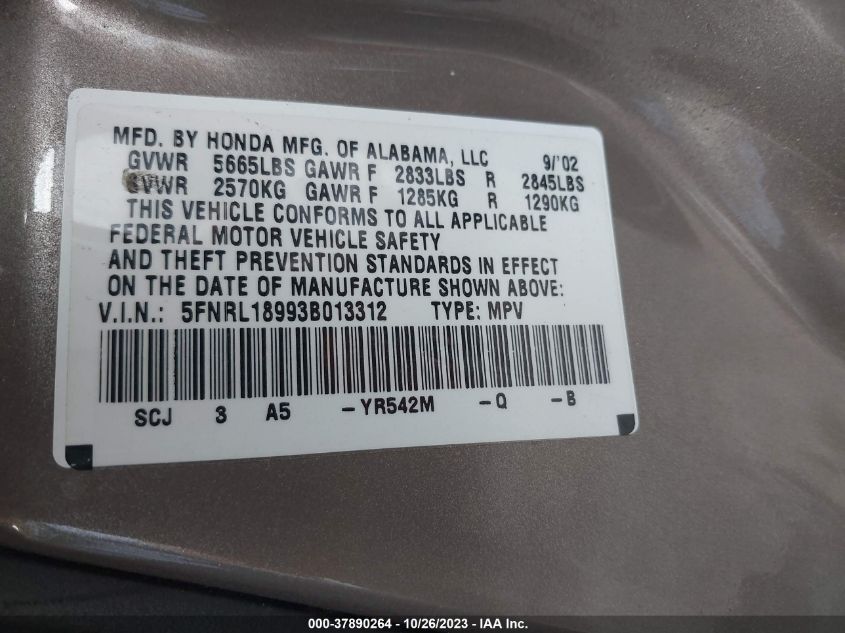 MFD. BY HONDA MFG. OF ALABAMA, LLC 9/'02
GVWR 5665LBS GAWR F 2833LBS R 2845LBS
GVWR 2570KG GAWR F 1285KG R 1290KG
THIS VEHICLE CONFORMS TO ALL APPLICABLE
FEDERAL MOTOR VEHICLE SAFETY
AND THEFT PREVENTION STANDARDS IN EFFECT
ON THE DATE OF MANUFACTURE SHOWN ABOVE:
V.I.N.: 5FNRL18993B013312 TYPE: MPV
SCJ 3 A5 -YR542M -Q -B
000-37890264 - 10/26/2023 - IAA Inc.